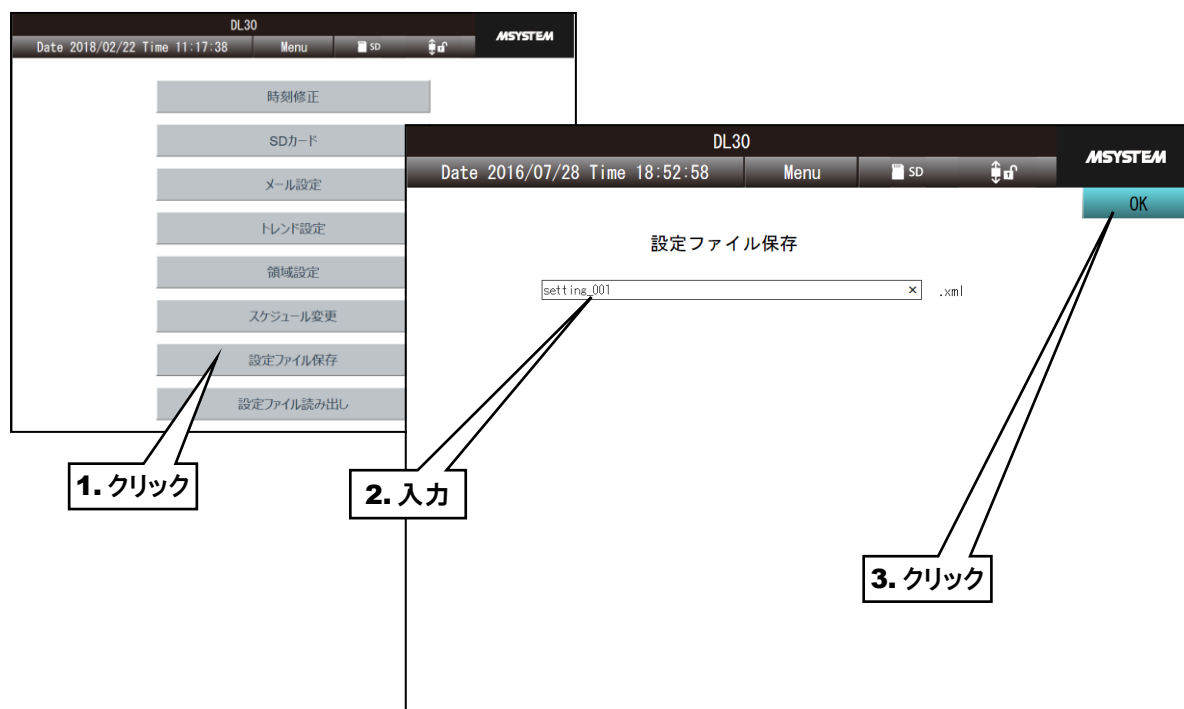 DL30
MSYSTEM
Date 2018/02/22 Time 11:17:38 Menu SD
時刻修正
SDカード
メール設定
トレンド設定
領域設定
スケジュール変更
設定ファイル保存
設定ファイル読み出し
1. クリック
DL30
MSYSTEM
Date 2016/07/28 Time 18:52:58 Menu SD
OK
設定ファイル保存
setting_001 × .xml
2. 入力
3. クリック